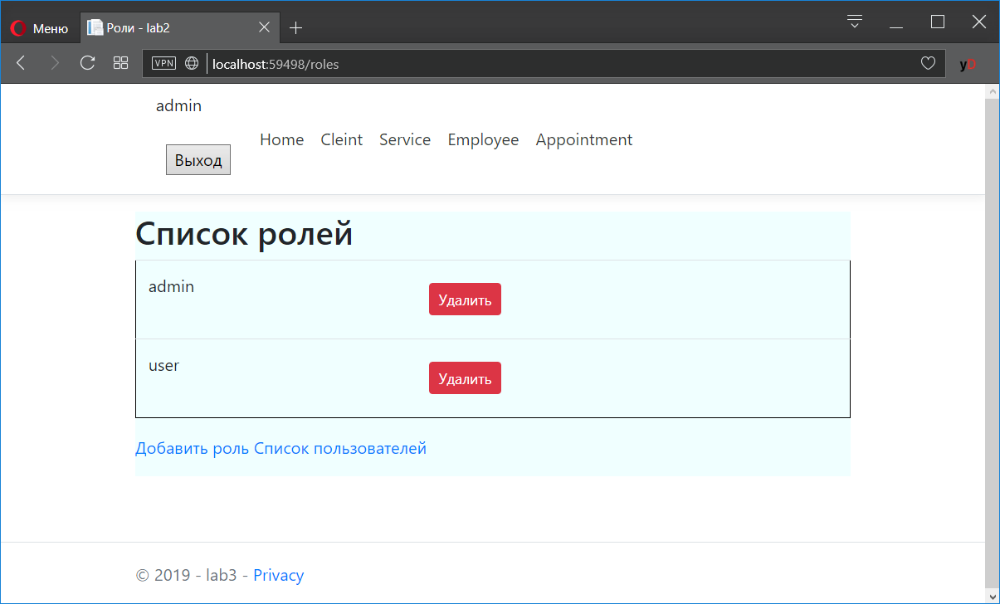 Меню Роли - lab2
VPN localhost:59498/roles
admin
Home Cleint Service Employee Appointment
Выход
Список ролей
admin Удалить
user Удалить
Добавить роль Список пользователей
© 2019 - lab3 - Privacy